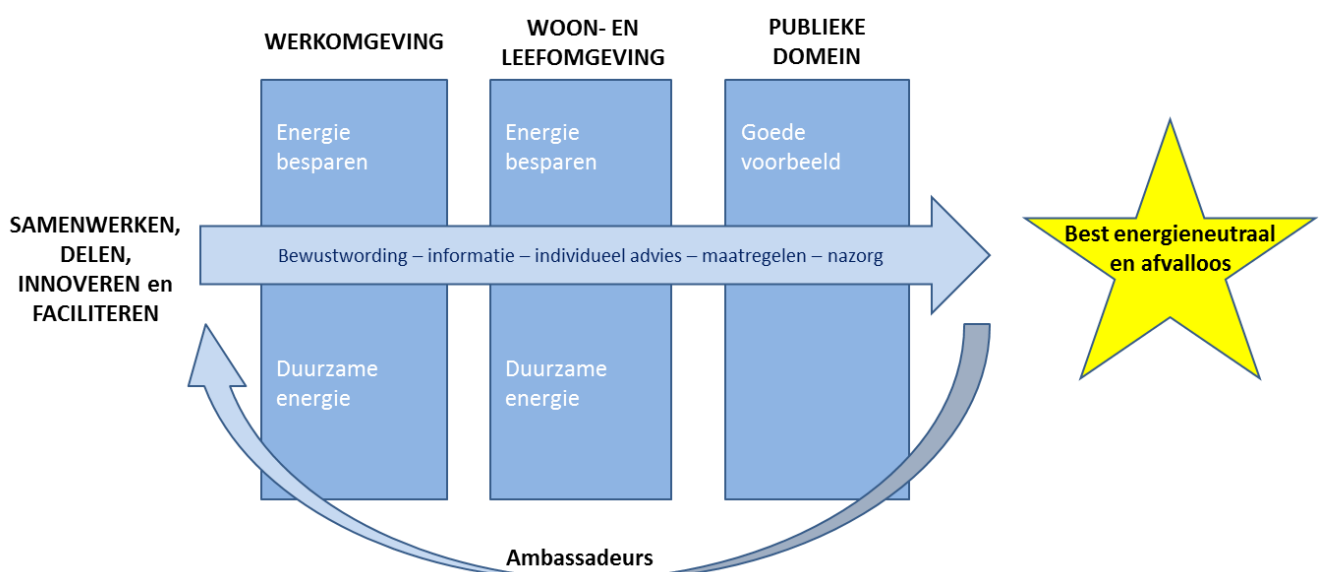 WERKOMGEVING
WOON- EN
LEEFOMGEVING
PUBLIEKE
DOMEIN
Energie
besparen
Energie
besparen
Goede
voorbeeld
SAMENWERKEN,
DELEN,
INNOVEREN en
FACILITEREN
Bewustwording – informatie – individueel advies – maatregelen – nazorg
Best energieneutraal
en afvalloos
Duurzame
energie
Duurzame
energie
Ambassadeurs